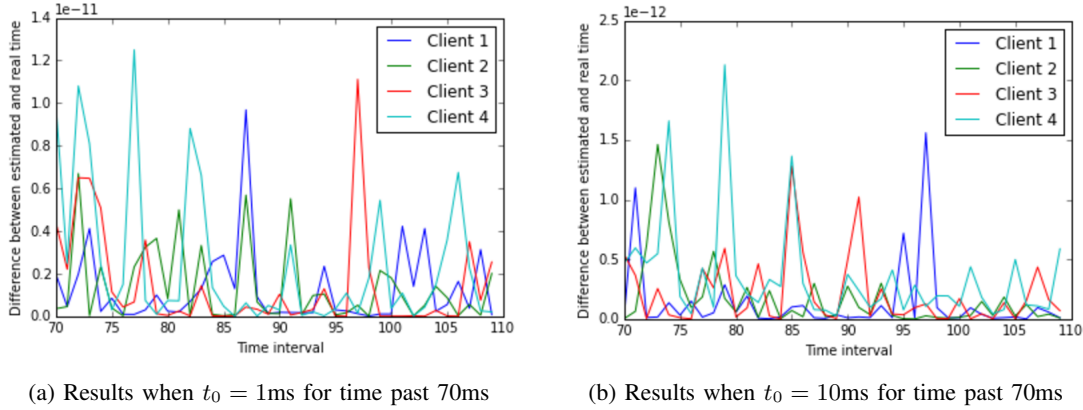 1e−11
1.4
1.2
1.0
0.8
0.6
0.4
0.2
0.0
Difference between estimated and real time
Client 1
Client 2
Client 3
Client 4
70 75 80 85 90 95 100 105 110
Time interval
(a) Results when t₀ = 1ms for time past 70ms
1e−12
2.5
2.0
1.5
1.0
0.5
0.0
Difference between estimated and real time
Client 1
Client 2
Client 3
Client 4
70 75 80 85 90 95 100 105 110
Time interval
(b) Results when t₀ = 10ms for time past 70ms